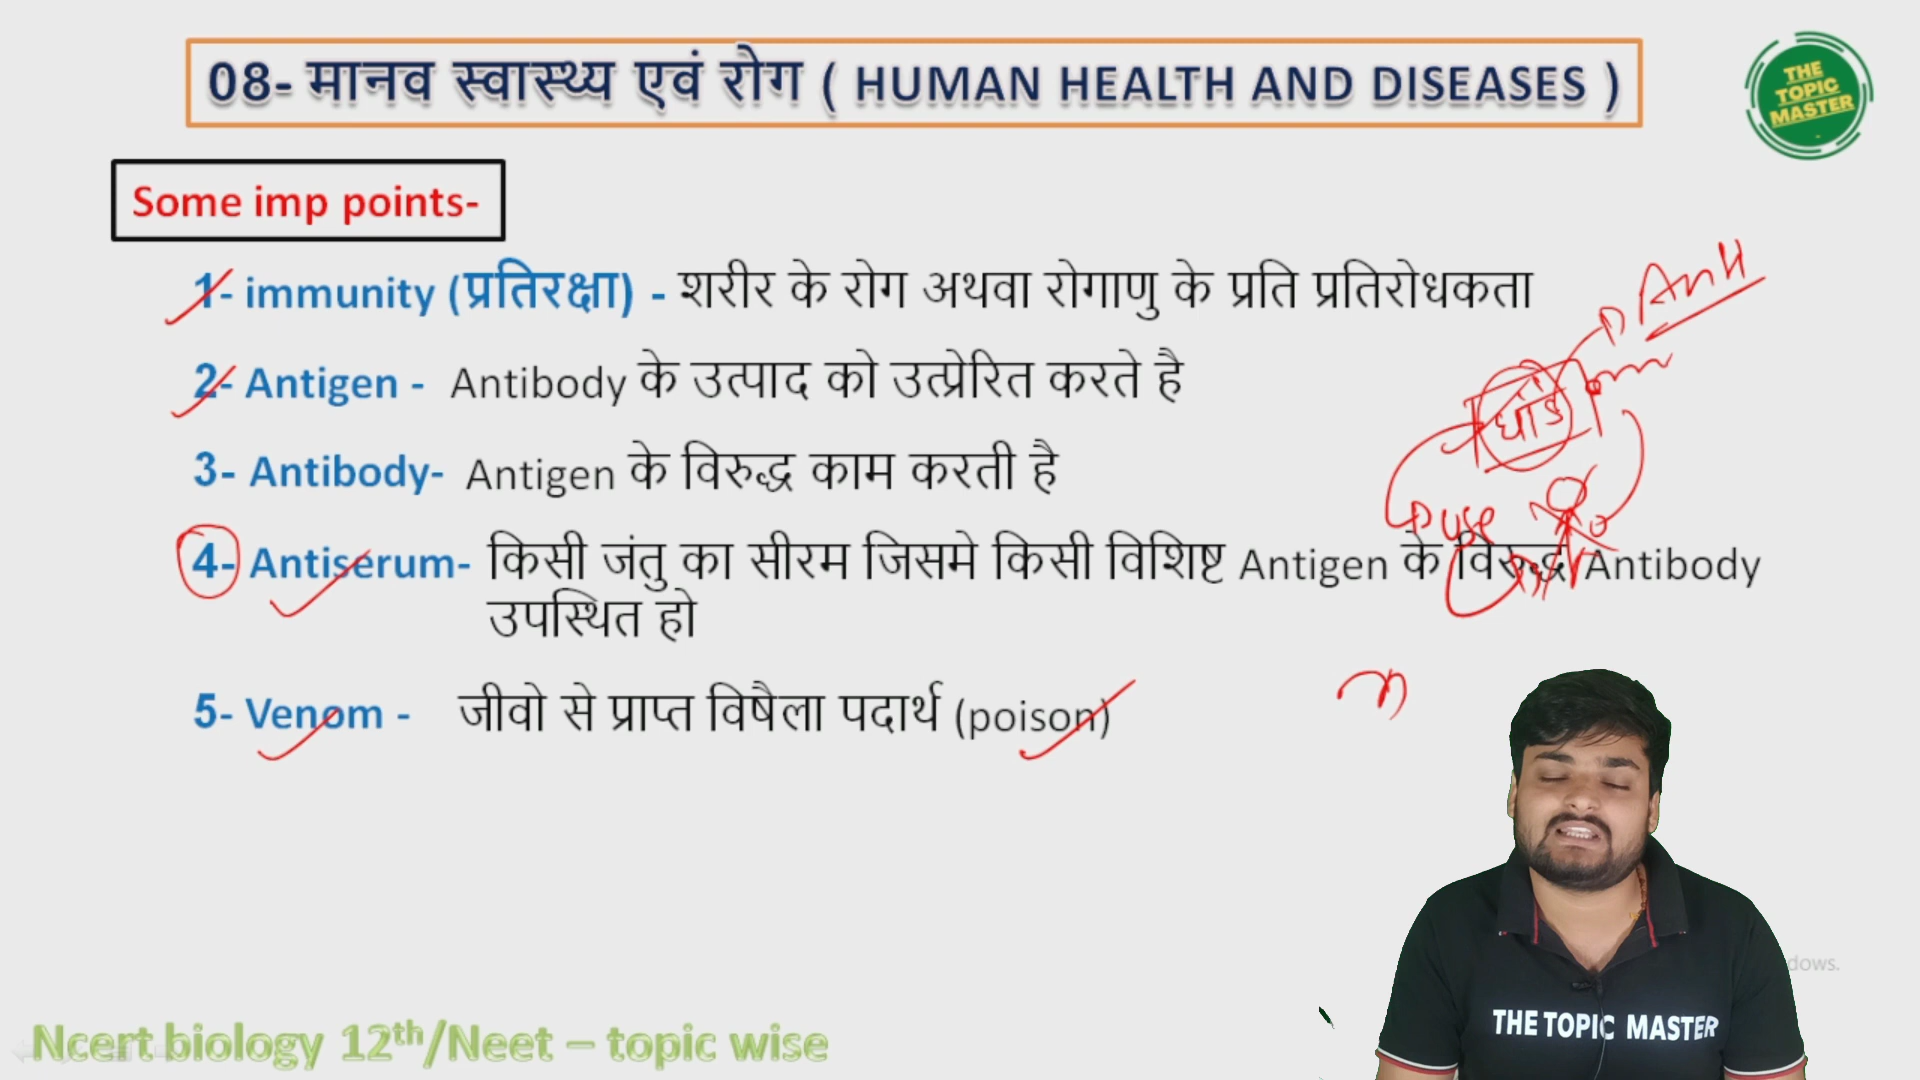 08- मानव स्वास्थ्य एवं रोग ( HUMAN HEALTH AND DISEASES )
THE
TOPIC
MASTER
Some imp points-
1- immunity (प्रतिरक्षा) - शरीर के रोग अथवा रोगाणु के प्रति प्रतिरोधकता
2- Antigen - Antibody के उत्पाद को उत्प्रेरित करते है
3- Antibody- Antigen के विरुद्ध काम करती है
use
4- Antiserum- किसी जंतु का सीरम जिसमे किसी विशिष्ट Antigen के विरुद्ध Antibody
उपस्थित हो
5- Venom - जीवो से प्राप्त विषैला पदार्थ (poison)
dows.
THE TOPIC MASTER
Ncert biology 12th/Neet – topic wise